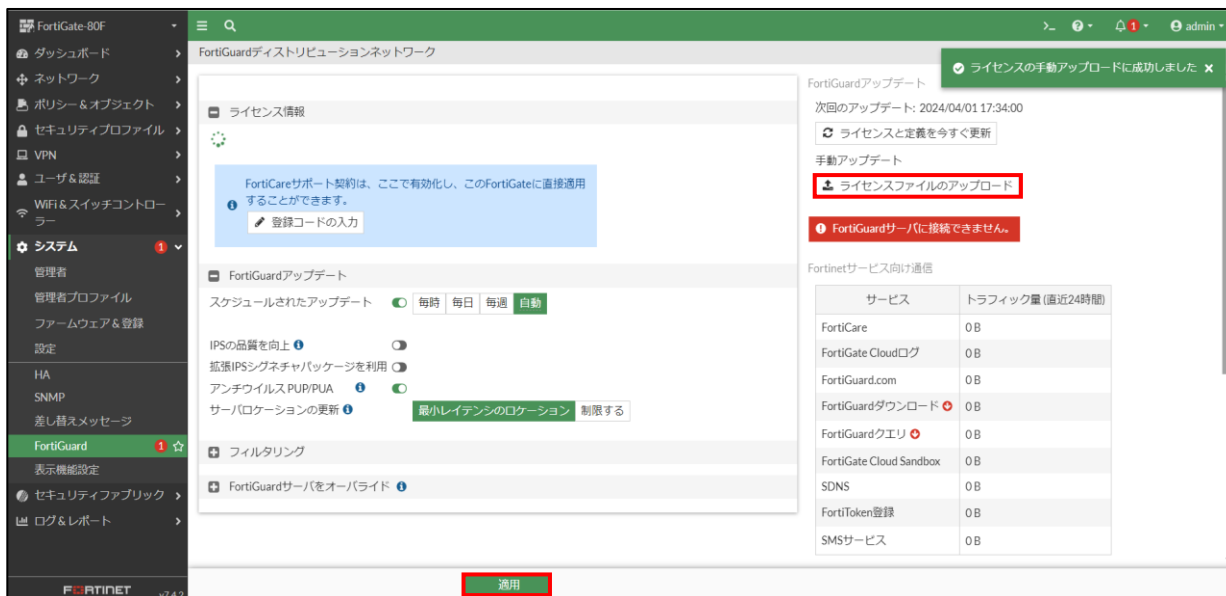 FortiGate-80F
admin
ダッシュボード
ネットワーク
ポリシー&オブジェクト
セキュリティプロファイル
VPN
ユーザ&認証
WiFi&スイッチコントロー
ラー
システム 1
管理者
管理者プロファイル
ファームウェア&登録
設定
HA
SNMP
差し替えメッセージ
FortiGuard 1
表示機能設定
セキュリティファブリック
ログ&レポート
FORTINET v7.4.2
>_ ? 1
FortiGuardディストリビューションネットワーク
ライセンスの手動アップロードに成功しました ×
ライセンス情報
FortiCareサポート契約は、ここで有効化し、このFortiGateに直接適用
することができます。
登録コードの入力
FortiGuardアップデート
スケジュールされたアップデート 毎時 毎日 毎週 自動
IPSの品質を向上
拡張IPSシグネチャパッケージを利用
アンチウイルス PUP/PUA
サーバロケーションの更新 最小レイテンシのロケーション 制限する
フィルタリング
FortiGuardサーバをオーバライド
適用
FortiGuardアップデート
次回のアップデート: 2024/04/01 17:34:00
ライセンスと定義を今すぐ更新
手動アップデート
ライセンスファイルのアップロード
FortiGuardサーバに接続できません。
Fortinetサービス向け通信
サービス トラフィック量(直近24時間)
FortiCare 0 B
FortiGate Cloudログ 0 B
FortiGuard.com 0 B
FortiGuardダウンロード 0 B
FortiGuardクエリ 0 B
FortiGate Cloud Sandbox 0 B
SDNS 0 B
FortiToken登録 0 B
SMSサービス 0 B